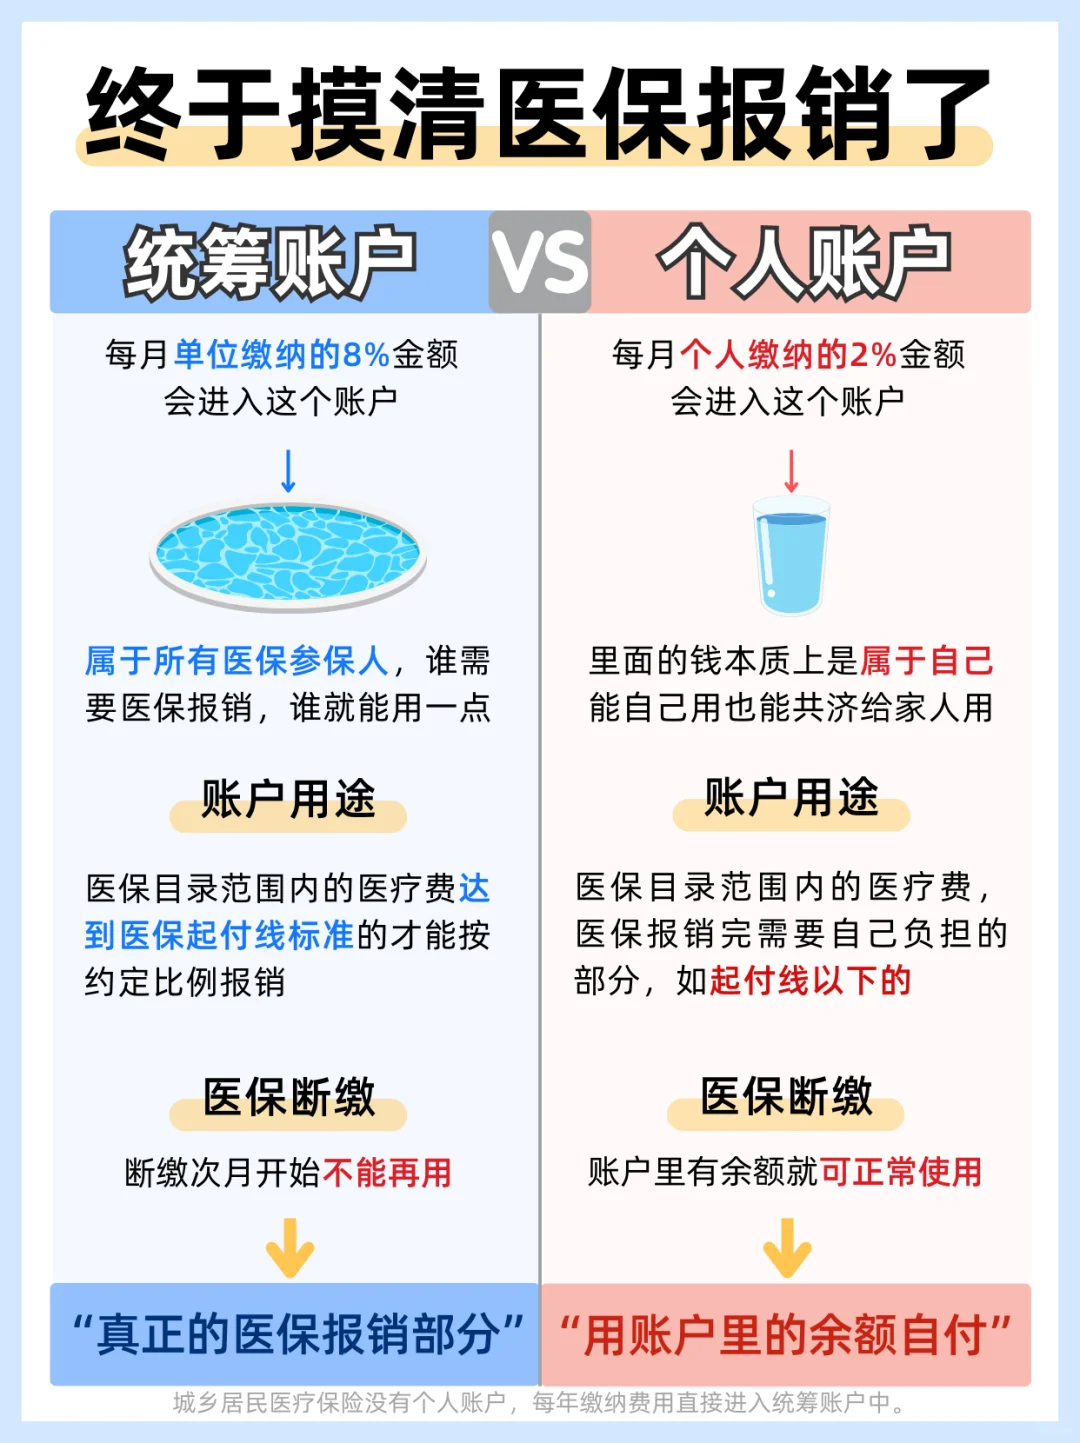 终于摸清医保报销了
统筹账户
VS
个人账户
每月单位缴纳的8%金额
会进入这个账户
属于所有医保参保人，谁需
要医保报销，谁就能用一点
账户用途
医保目录范围内的医疗费达
到医保起付线标准的才能按
约定比例报销
医保断缴
断缴次月开始不能再用
“真正的医保报销部分”
每月个人缴纳的2%金额
会进入这个账户
里面的钱本质上是属于自己
能自己用也能共济给家人用
账户用途
医保目录范围内的医疗费，
医保报销完需要自己负担的
部分，如起付线以下的
医保断缴
账户里有余额就可正常使用
“用账户里的余额自付”
城乡居民医疗保险没有个人账户，每年缴纳费用直接进入统筹账户中。